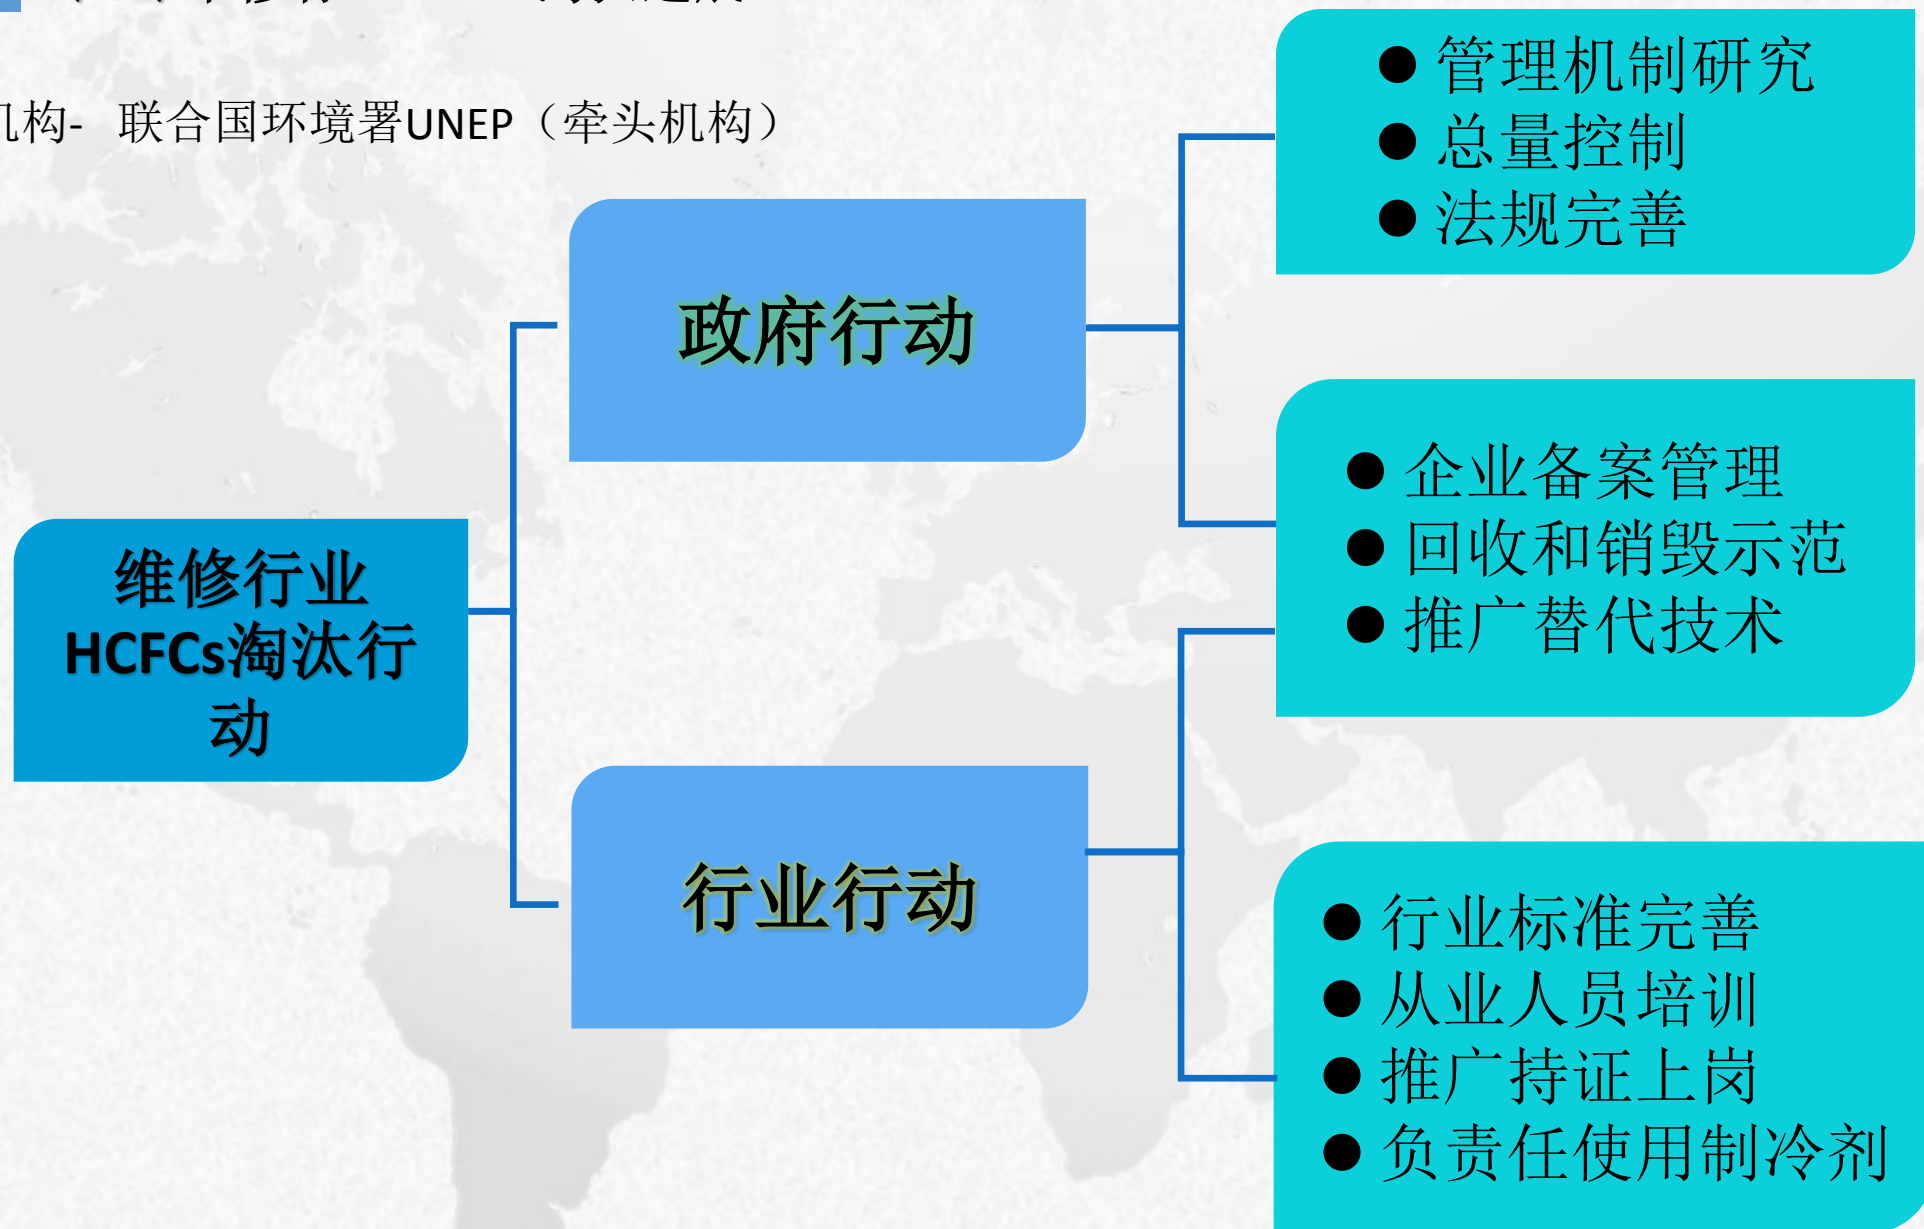 机构- 联合国环境署UNEP（牵头机构）
● 管理机制研究
● 总量控制
● 法规完善
政府行动
● 企业备案管理
● 回收和销毁示范
● 推广替代技术
维修行业
HCFCs淘汰行
动
行业行动
● 行业标准完善
● 从业人员培训
● 推广持证上岗
● 负责任使用制冷剂